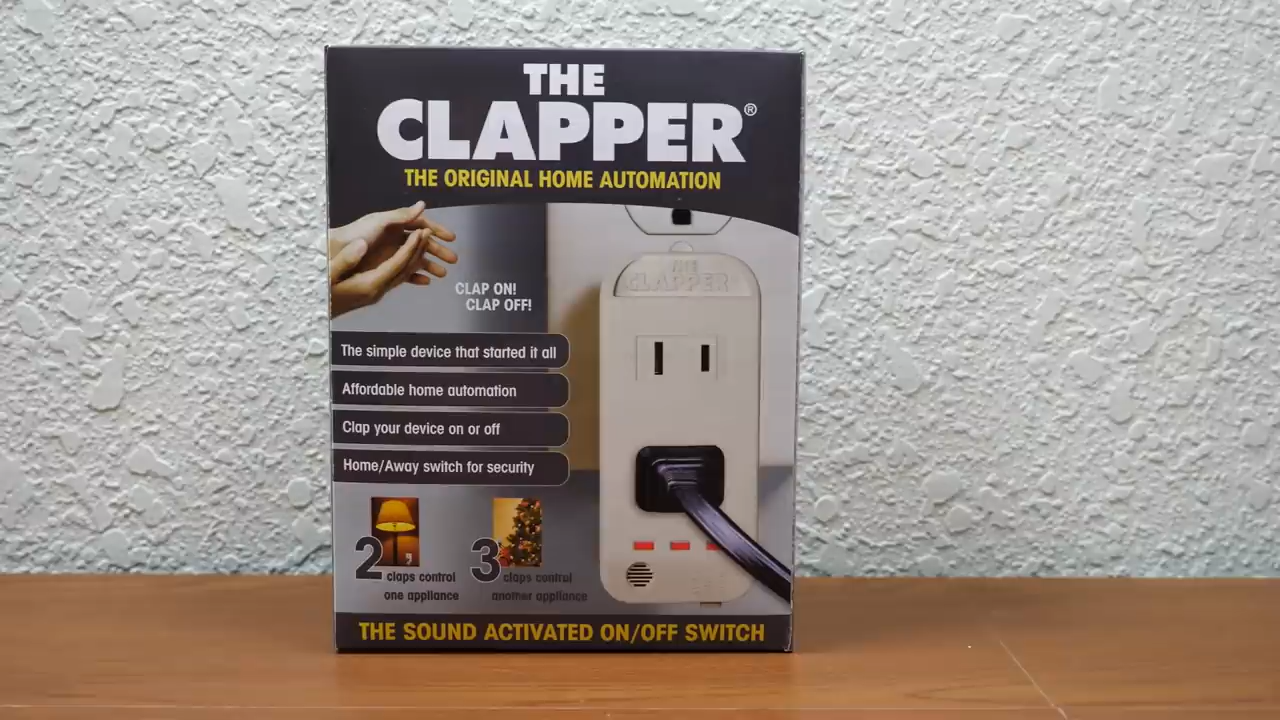 THE
CLAPPER®
THE ORIGINAL HOME AUTOMATION
CLAP ON!
CLAP OFF!
THE
CLAPPER
The simple device that started it all
Affordable home automation
Clap your device on or off
Home/Away switch for security
2 claps control
one appliance
3 claps control
another appliance
THE SOUND ACTIVATED ON/OFF SWITCH